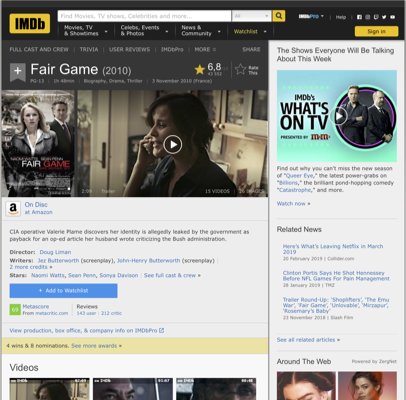 IMDb
Find Movies, TV shows, Celebrities and more...
All
Movies, TV & Showtimes
Celebs, Events & Photos
News & Community
Watchlist
IMDbPro
Help
Sign in
FULL CAST AND CREW | TRIVIA | USER REVIEWS | IMDbPro | MORE
SHARE
Fair Game (2010)
6,8
Rate This
PG-13 | 1h 48min | Biography, Drama, Thriller | 3 November 2010 (France)
NAOMI WATTS SEAN PENN
FAIR GAME
2:09 Trailer
15 VIDEOS
IMAGES
On Disc
at Amazon
CIA operative Valerie Plame discovers her identity is allegedly leaked by the government as
payback for an op-ed article her husband wrote criticizing the Bush administration.
Director: Doug Liman
Writers: Jez Butterworth (screenplay), John-Henry Butterworth (screenplay) |
2 more credits »
Stars: Naomi Watts, Sean Penn, Sonya Davison | See full cast & crew »
+ Add to Watchlist
Metascore
From metacritic.com
Reviews
143 user | 212 critic
View production, box office, & company info on IMDbPro
4 wins & 8 nominations. See more awards »
Videos
The Shows Everyone Will Be Talking
About This Week
IMDb's
WHAT'S
ON TV
PRESENTED BY m&m's
Find out why you can't miss the new season
of "Queer Eye," the latest power-grabs on
"Billions," the brilliant pond-hopping comedy
"Catastrophe," and more.
Watch now »
Related News
Here's What's Leaving Netflix in March
2019
20 February 2019 | Collider.com
Clinton Portis Says He Shot Hennessey
Before NFL Games For Pain Management
28 January 2019 | TMZ
Trailer Round-Up: 'Shoplifters', 'The Emu
War', 'Fair Game', 'Unlovable', 'Mirzapur',
'Rosemary's Baby'
23 November 2018 | Slash Film
See all related articles »
Around The Web
Powered by ZergNet